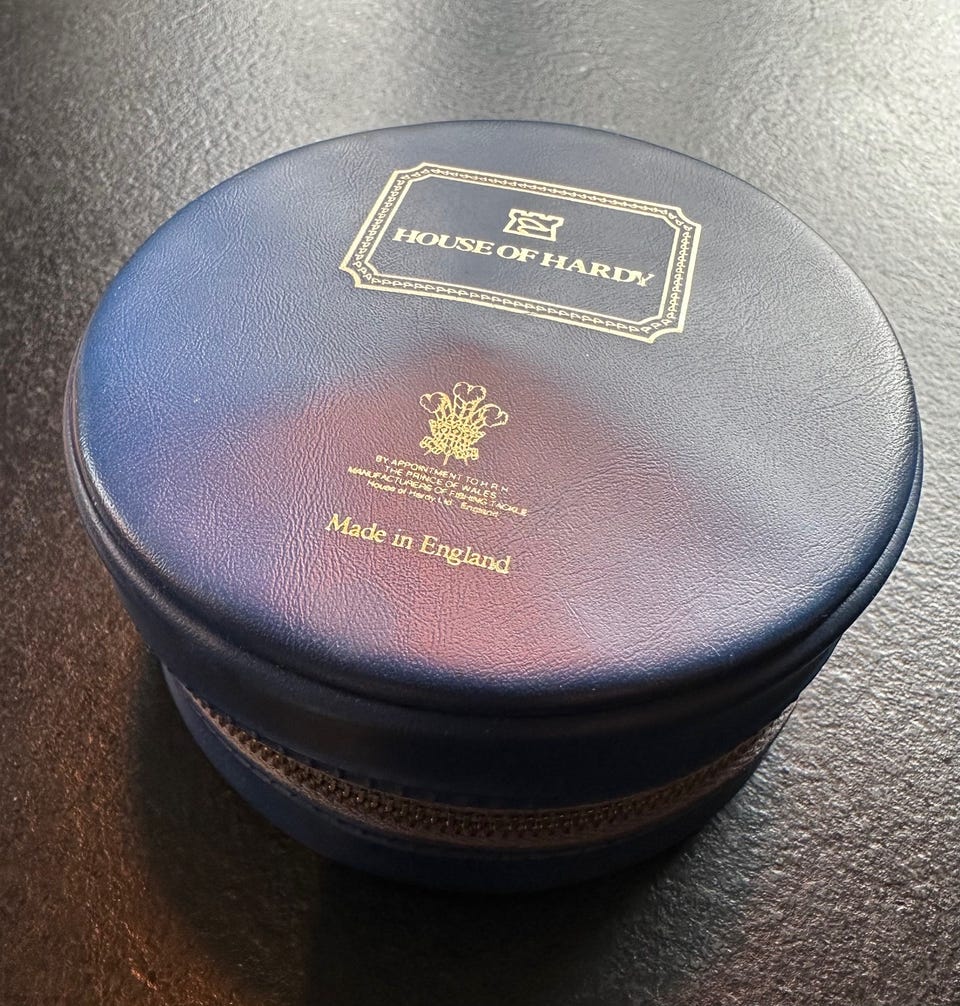 HOUSE OF HARDY
BY APPOINTMENT TO H.R.H.
THE PRINCE OF WALES
MANUFACTURERS OF FISHING TACKLE
House of Hardy Ltd England
Made in England